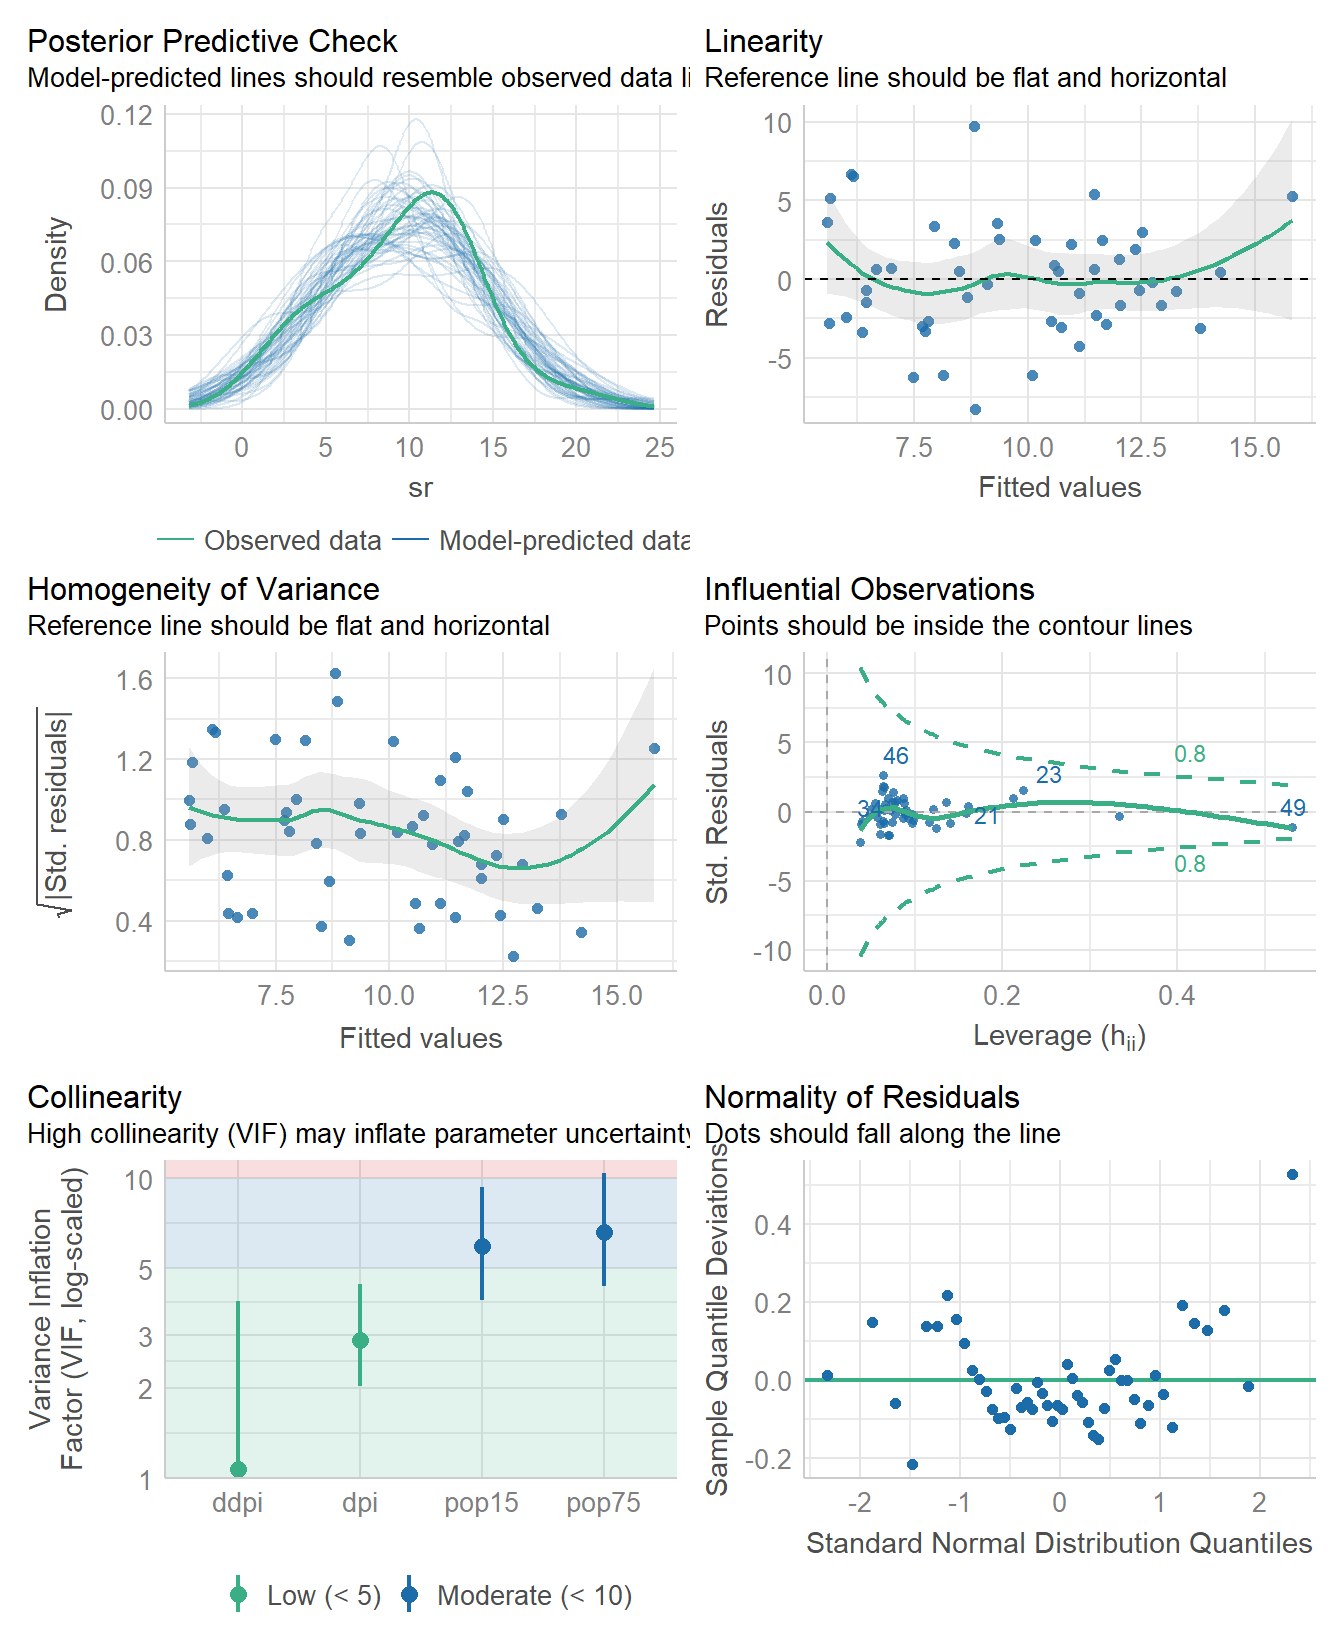 Posterior Predictive Check
Model-predicted lines should resemble observed data li
0.12
0.09
0.06
0.03
0.00
Density
0 5 10 15 20 25
sr
Observed data Model-predicted data
Linearity
Reference line should be flat and horizontal
10
5
0
-5
Residuals
7.5 10.0 12.5 15.0
Fitted values
Homogeneity of Variance
Reference line should be flat and horizontal
1.6
1.2
0.8
0.4
√|Std. residuals|
7.5 10.0 12.5 15.0
Fitted values
Influential Observations
Points should be inside the contour lines
10
5
0
-5
-10
Std. Residuals
46
23
0.8
34
21
49
0.8
0.0 0.2 0.4
Leverage (hii)
Collinearity
High collinearity (VIF) may inflate parameter uncertainty
10
5
3
2
1
Variance Inflation
Factor (VIF, log-scaled)
ddpi dpi pop15 pop75
Low (< 5) Moderate (< 10)
Normality of Residuals
Dots should fall along the line
0.4
0.2
0.0
-0.2
Sample Quantile Deviations
-2 -1 0 1 2
Standard Normal Distribution Quantiles